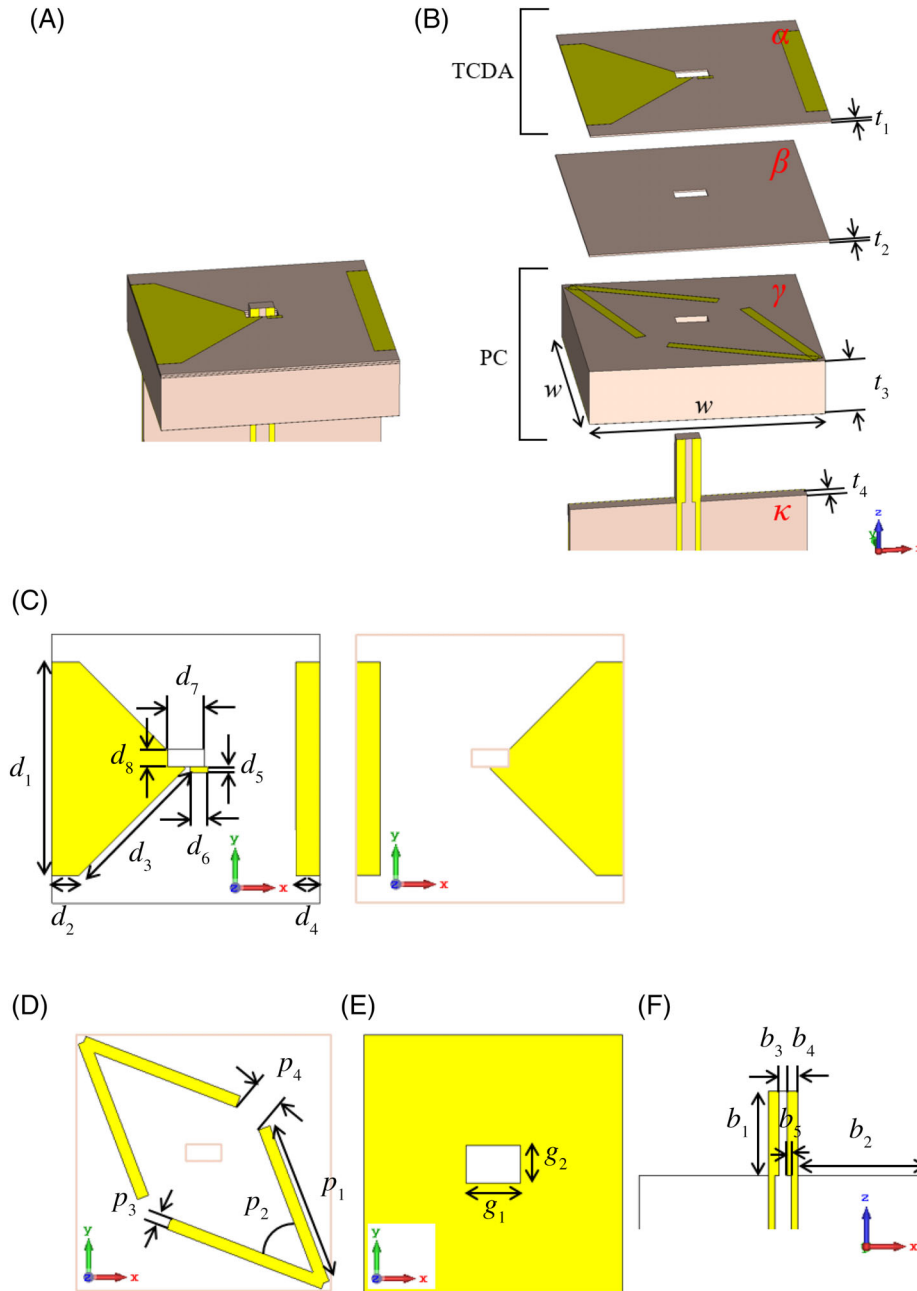 (A)
(B)
TCDA
α
t₁
β
t₂
PC
γ
w
w
t₃
t₄
κ
z
y
(C)
d₁
d₇
d₈
d₅
d₃
d₆
d₂
d₄
y
z
x
y
z
x
(D)
(E)
(F)
p₄
p₁
p₂
p₃
y
z
x
g₂
g₁
y
z
x
b₃
b₄
b₁
b₅
b₂
z
x